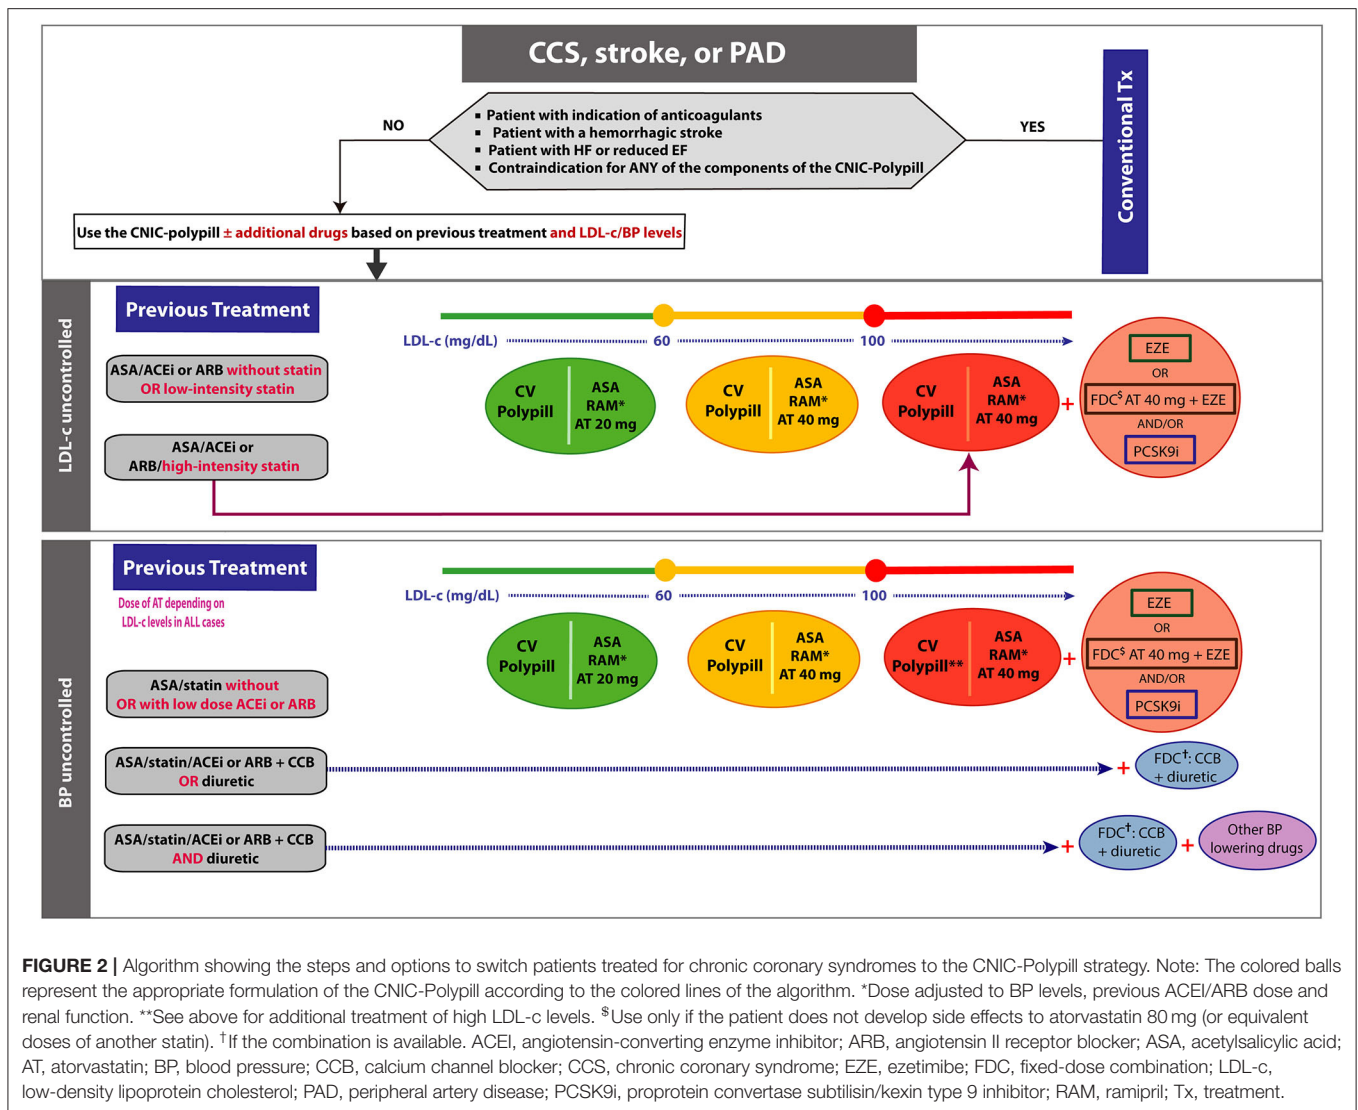 CCS, stroke, or PAD
Conventional Tx
NO
▪ Patient with indication of anticoagulants
▪ Patient with a hemorrhagic stroke
▪ Patient with HF or reduced EF
▪ Contraindication for ANY of the components of the CNIC-Polypill
YES
Use the CNIC-polypill ± additional drugs based on previous treatment and LDL-c/BP levels
LDL-c uncontrolled
Previous Treatment
LDL-c (mg/dL)
60
100
ASA/ACEi or ARB without statin
OR low-intensity statin
ASA/ACEi or
ARB/high-intensity statin
CV
Polypill
ASA
RAM*
AT 20 mg
CV
Polypill
ASA
RAM*
AT 40 mg
CV
Polypill
ASA
RAM*
AT 40 mg
+
EZE
OR
FDC$ AT 40 mg + EZE
AND/OR
PCSK9i
BP uncontrolled
Previous Treatment
Dose of AT depending on
LDL-c levels in ALL cases
LDL-c (mg/dL)
60
100
ASA/statin without
OR with low dose ACEi or ARB
CV
Polypill
ASA
RAM*
AT 20 mg
CV
Polypill
ASA
RAM*
AT 40 mg
CV
Polypill**
ASA
RAM*
AT 40 mg
+
EZE
OR
FDC$ AT 40 mg + EZE
AND/OR
PCSK9i
ASA/statin/ACEi or ARB + CCB
OR diuretic
+
FDC†: CCB
+ diuretic
ASA/statin/ACEi or ARB + CCB
AND diuretic
+
FDC†: CCB
+ diuretic
+
Other BP
lowering drugs
FIGURE 2 | Algorithm showing the steps and options to switch patients treated for chronic coronary syndromes to the CNIC-Polypill strategy. Note: The colored balls
represent the appropriate formulation of the CNIC-Polypill according to the colored lines of the algorithm. *Dose adjusted to BP levels, previous ACEI/ARB dose and
renal function. **See above for additional treatment of high LDL-c levels. $Use only if the patient does not develop side effects to atorvastatin 80 mg (or equivalent
doses of another statin). †If the combination is available. ACEI, angiotensin-converting enzyme inhibitor; ARB, angiotensin II receptor blocker; ASA, acetylsalicylic acid;
AT, atorvastatin; BP, blood pressure; CCB, calcium channel blocker; CCS, chronic coronary syndrome; EZE, ezetimibe; FDC, fixed-dose combination; LDL-c,
low-density lipoprotein cholesterol; PAD, peripheral artery disease; PCSK9i, proprotein convertase subtilisin/kexin type 9 inhibitor; RAM, ramipril; Tx, treatment.